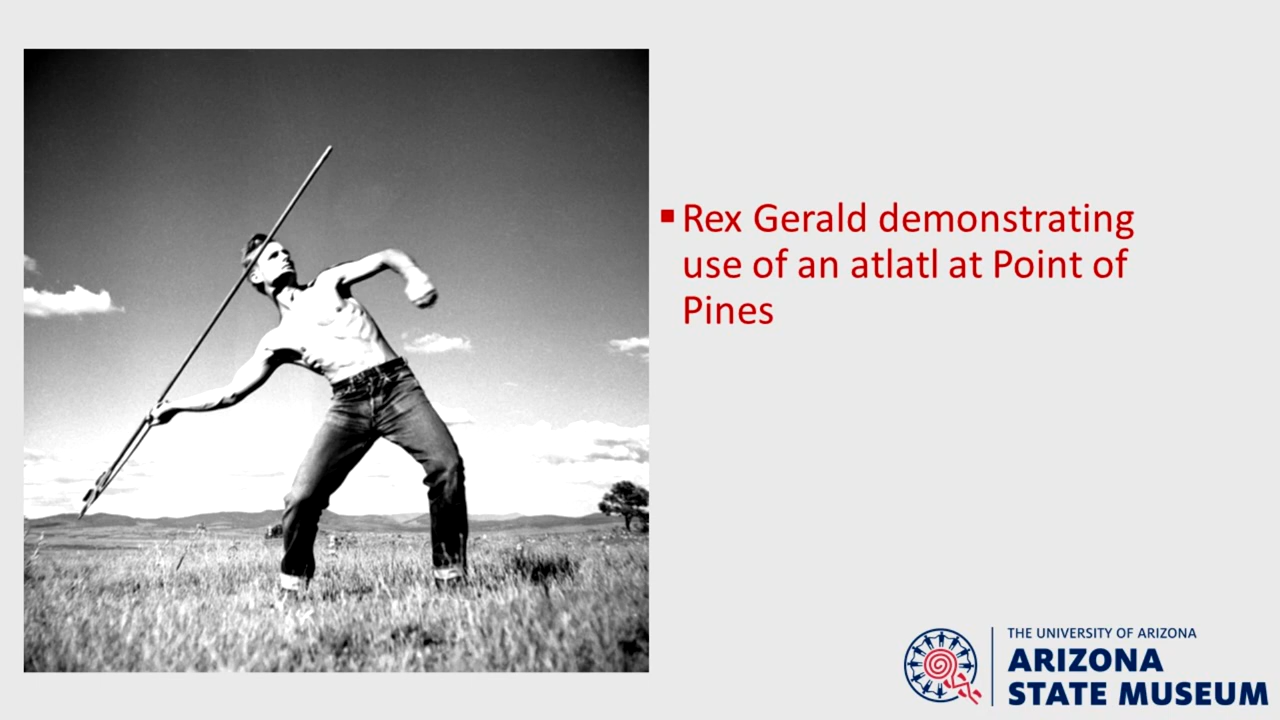 ▪ Rex Gerald demonstrating
use of an atlatl at Point of
Pines
THE UNIVERSITY OF ARIZONA
ARIZONA
STATE MUSEUM